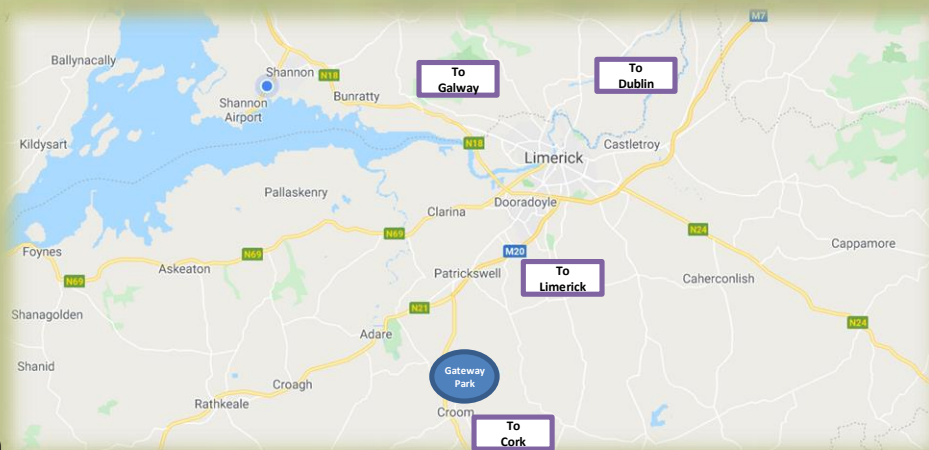 M7
To
Dublin
To
Galway
Ballynacally
Shannon
N18
Bunratty
Shannon
Airport
Kildysart
N18
Limerick
Castletroy
Pallaskenry
Dooradoyle
Clarina
N69
N24
Cappamore
Foynes
N69
M20
Askeaton
Patrickswell
To
Limerick
Caherconlish
N69
N21
Shanagolden
N24
Adare
Shanid
Gateway
Park
Croagh
Rathkeale
Croom
To
Cork